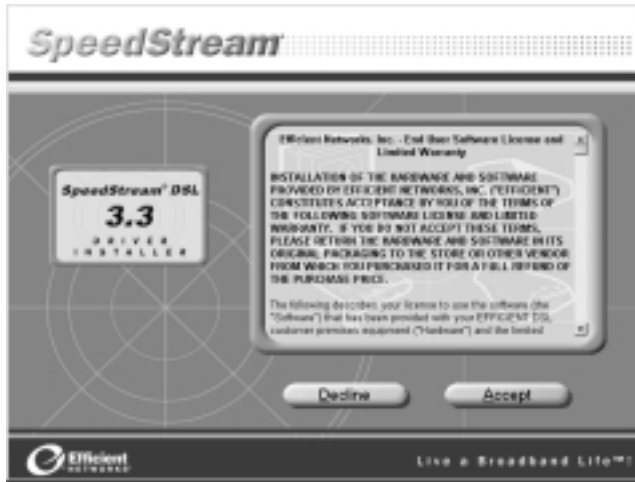 SpeedStream
SpeedStream® DSL
3.3
DRIVER
INSTALLER
Efficient Networks, Inc. - End User Software License and
Limited Warranty
INSTALLATION OF THE HARDWARE AND SOFTWARE
PROVIDED BY EFFICIENT NETWORKS, INC. ("EFFICIENT")
CONSTITUTES ACCEPTANCE BY YOU OF THE TERMS OF
THE FOLLOWING SOFTWARE LICENSE AND LIMITED
WARRANTY. IF YOU DO NOT ACCEPT THESE TERMS,
PLEASE RETURN THE HARDWARE AND SOFTWARE IN ITS
ORIGINAL PACKAGING TO THE STORE OR OTHER VENDOR
FROM WHICH YOU PURCHASED IT FOR A FULL REFUND OF
THE PURCHASE PRICE.
The following describes your license to use the software (the
"Software") that has been provided with your EFFICIENT DSL
customer premises equipment ("Hardware") and the limited
Decline
Accept
Efficient
NETWORKS®
Live a Broadband Life™!